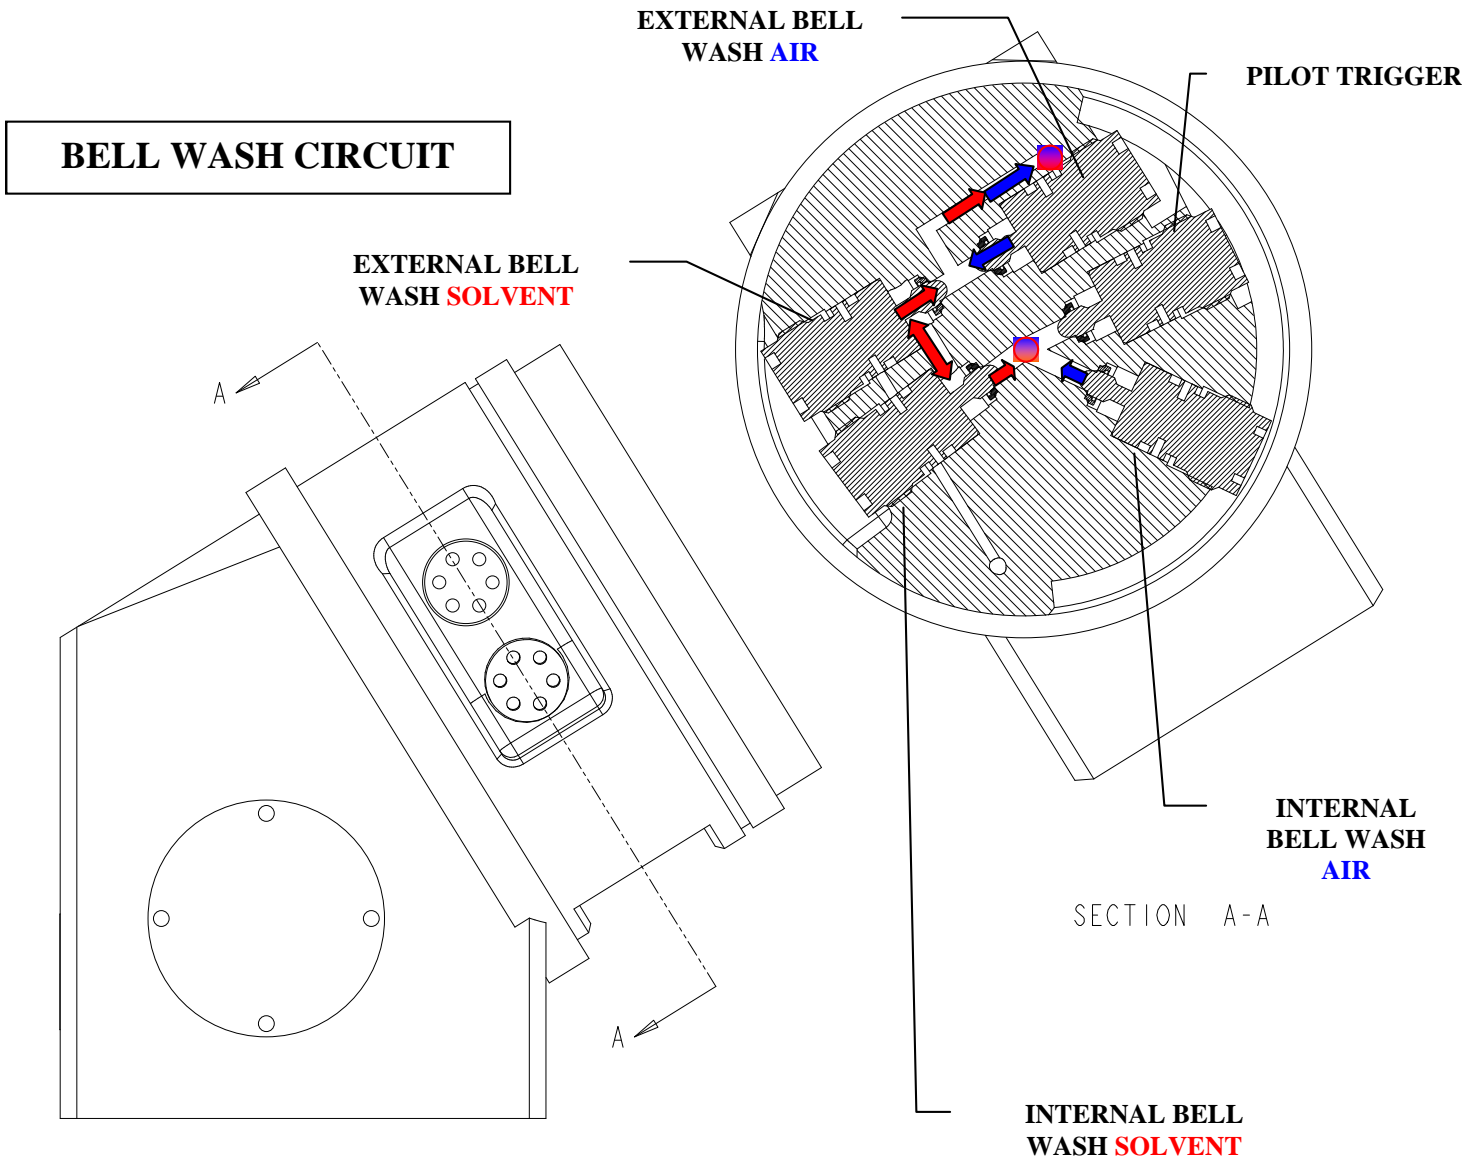 EXTERNAL BELL
WASH AIR
PILOT TRIGGER
BELL WASH CIRCUIT
EXTERNAL BELL
WASH SOLVENT
A
A
INTERNAL
BELL WASH
AIR
SECTION A-A
INTERNAL BELL
WASH SOLVENT